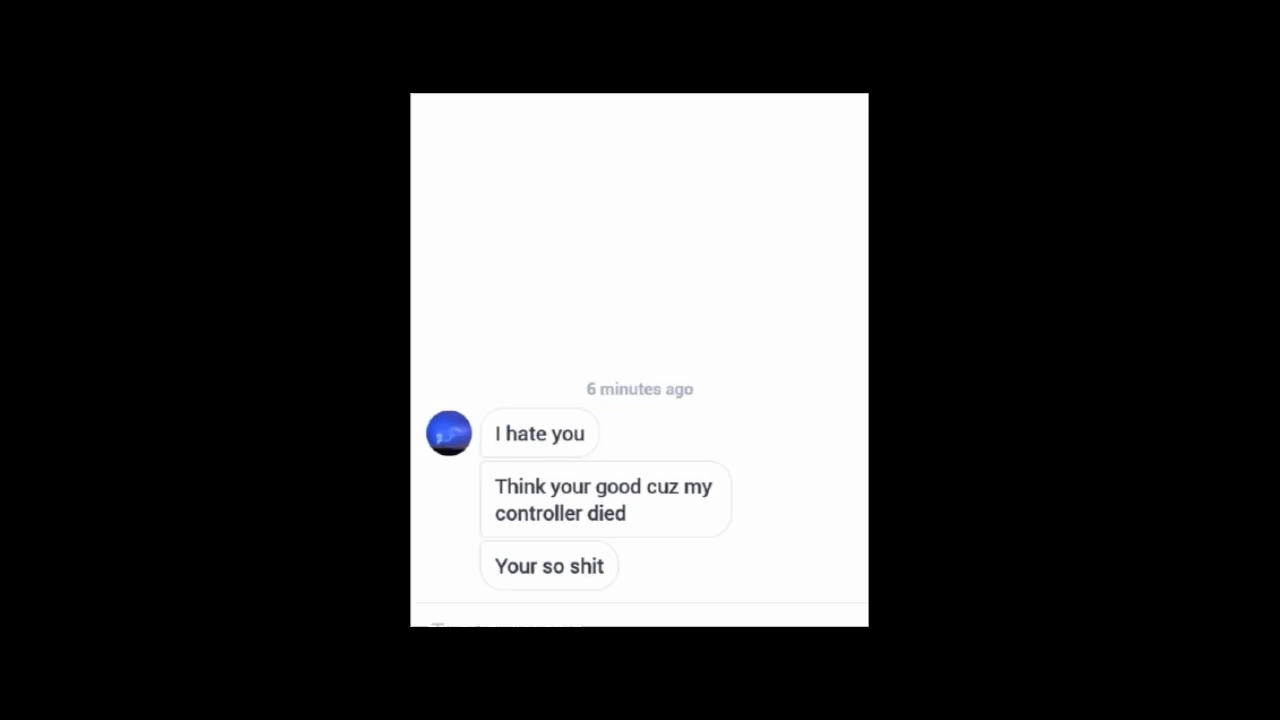 6 minutes ago
I hate you
Think your good cuz my
controller died
Your so shit